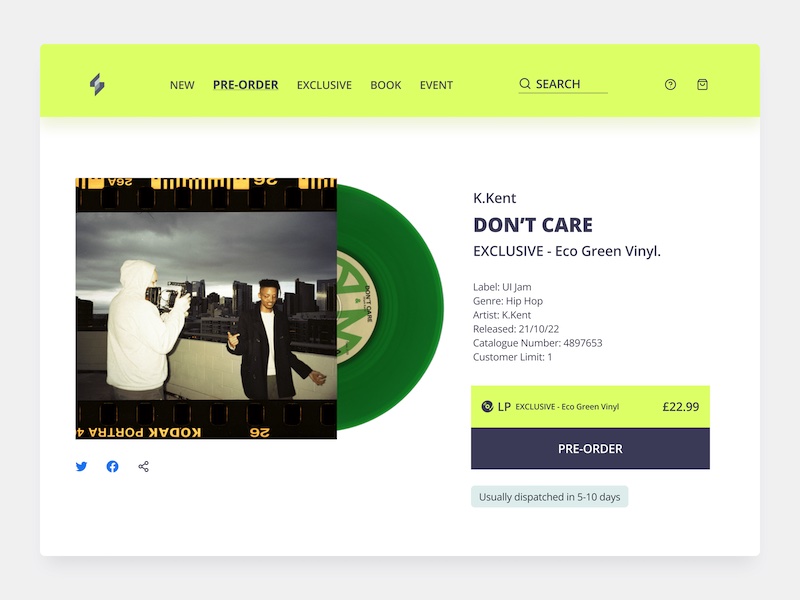 NEW PRE-ORDER EXCLUSIVE BOOK EVENT SEARCH
26
DON'T CARE
KODAK PORTRA 4
26
K.Kent
DON’T CARE
EXCLUSIVE - Eco Green Vinyl.
Label: UI Jam
Genre: Hip Hop
Artist: K.Kent
Released: 21/10/22
Catalogue Number: 4897653
Customer Limit: 1
LP EXCLUSIVE - Eco Green Vinyl £22.99
PRE-ORDER
Usually dispatched in 5-10 days